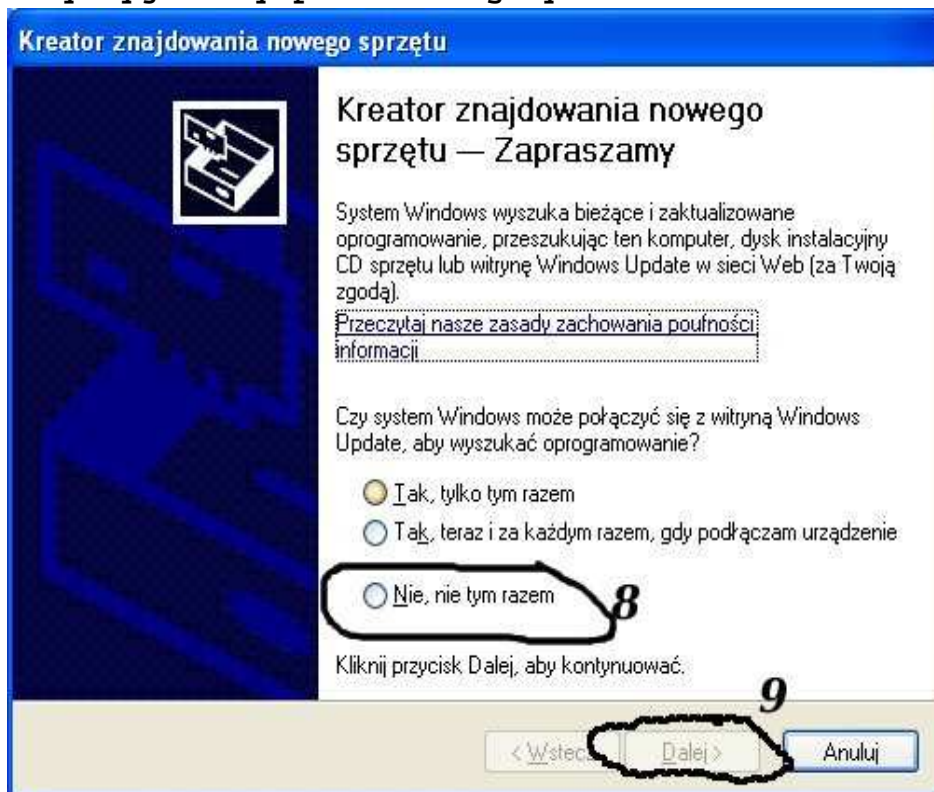 Kreator znajdowania nowego sprzętu
Kreator znajdowania nowego
sprzętu — Zapraszamy
System Windows wyszuka bieżące i zaktualizowane
oprogramowanie, przeszukując ten komputer, dysk instalacyjny
CD sprzętu lub witrynę Windows Update w sieci Web (za Twoją
zgodą).
Przeczytaj nasze zasady zachowania poufności
informacji
Czy system Windows może połączyć się z witryną Windows
Update, aby wyszukać oprogramowanie?
Tak, tylko tym razem
Tak, teraz i za każdym razem, gdy podłączam urządzenie
Nie, nie tym razem 8
Kliknij przycisk Dalej, aby kontynuować.
9
< Wstecz Dalej > Anuluj